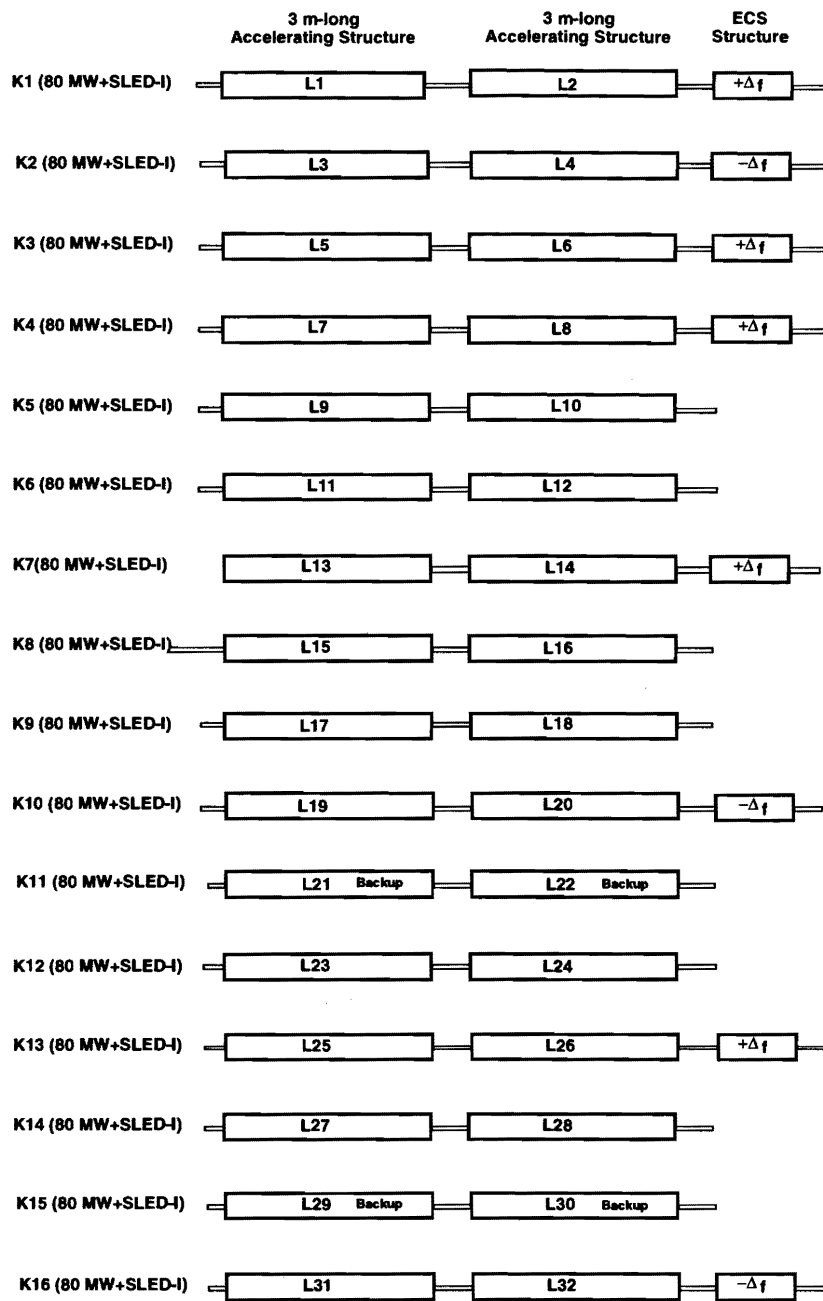 3 m-long
Accelerating Structure
3 m-long
Accelerating Structure
ECS
Structure
K1 (80 MW+SLED-I) L1 L2 +Δf
K2 (80 MW+SLED-I) L3 L4 −Δf
K3 (80 MW+SLED-I) L5 L6 +Δf
K4 (80 MW+SLED-I) L7 L8 +Δf
K5 (80 MW+SLED-I) L9 L10
K6 (80 MW+SLED-I) L11 L12
K7(80 MW+SLED-I) L13 L14 +Δf
K8 (80 MW+SLED-I) L15 L16
K9 (80 MW+SLED-I) L17 L18
K10 (80 MW+SLED-I) L19 L20 −Δf
K11 (80 MW+SLED-I) L21 Backup L22 Backup
K12 (80 MW+SLED-I) L23 L24
K13 (80 MW+SLED-I) L25 L26 +Δf
K14 (80 MW+SLED-I) L27 L28
K15 (80 MW+SLED-I) L29 Backup L30 Backup
K16 (80 MW+SLED-I) L31 L32 −Δf